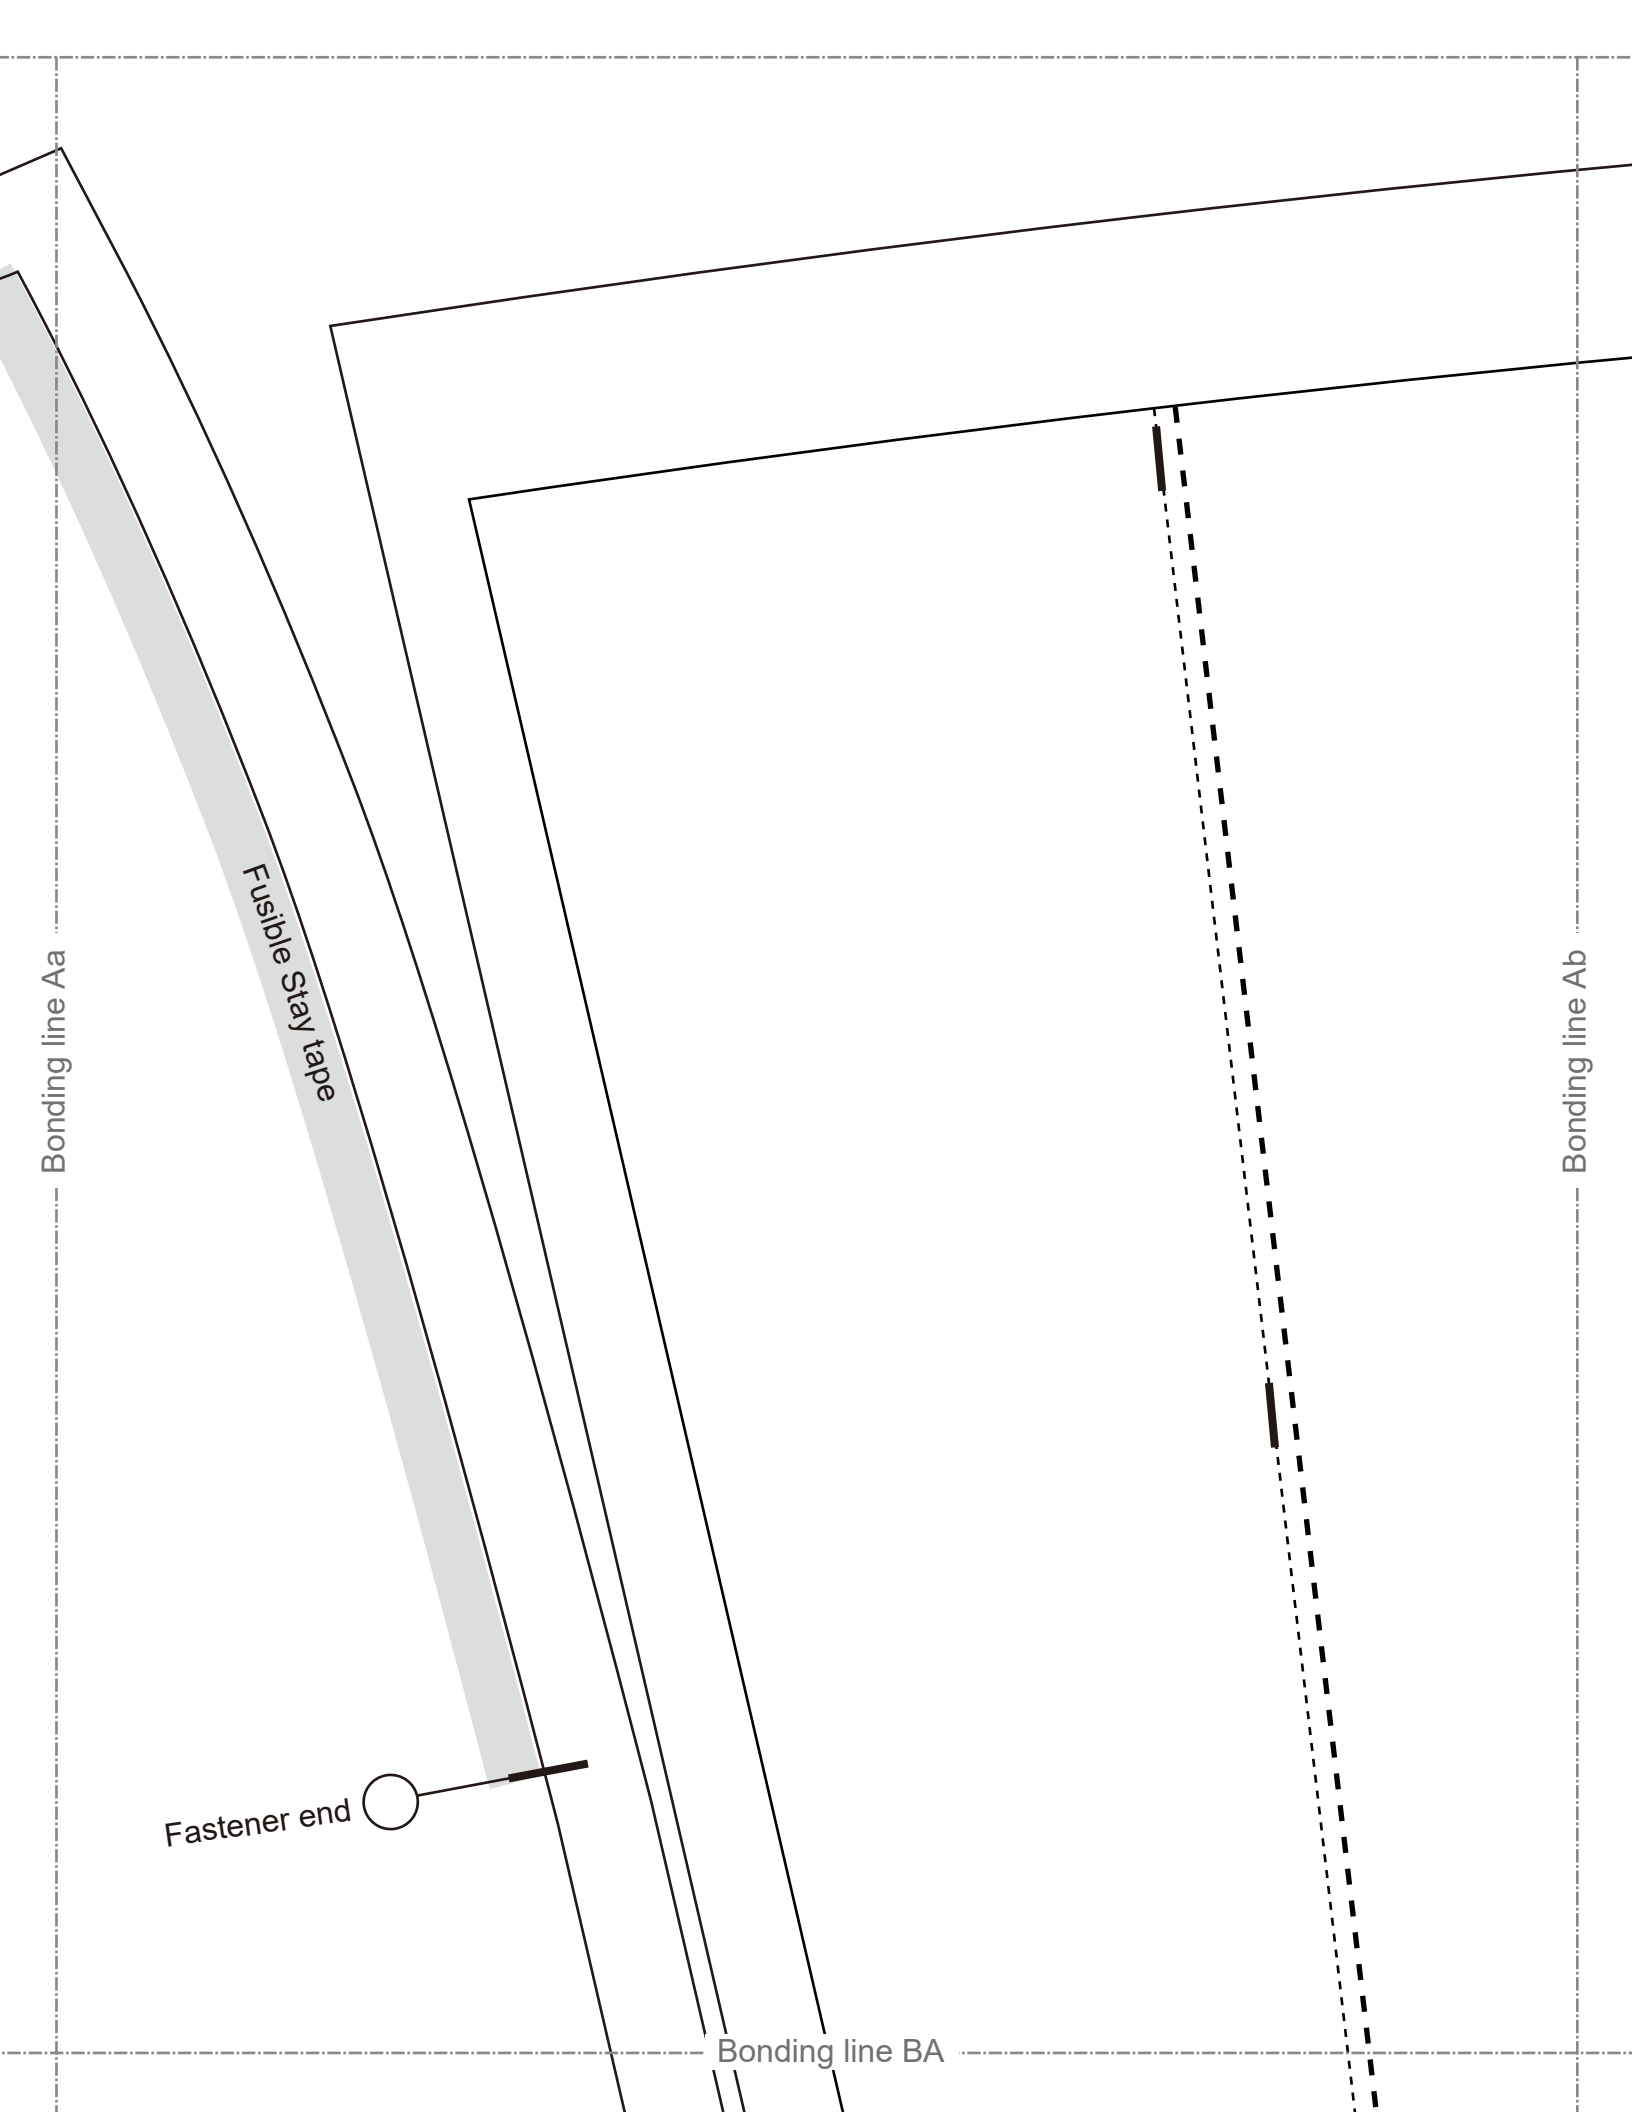 Bonding line Aa
Fusible Stay tape
Bonding line Ab
Fastener end
Bonding line BA